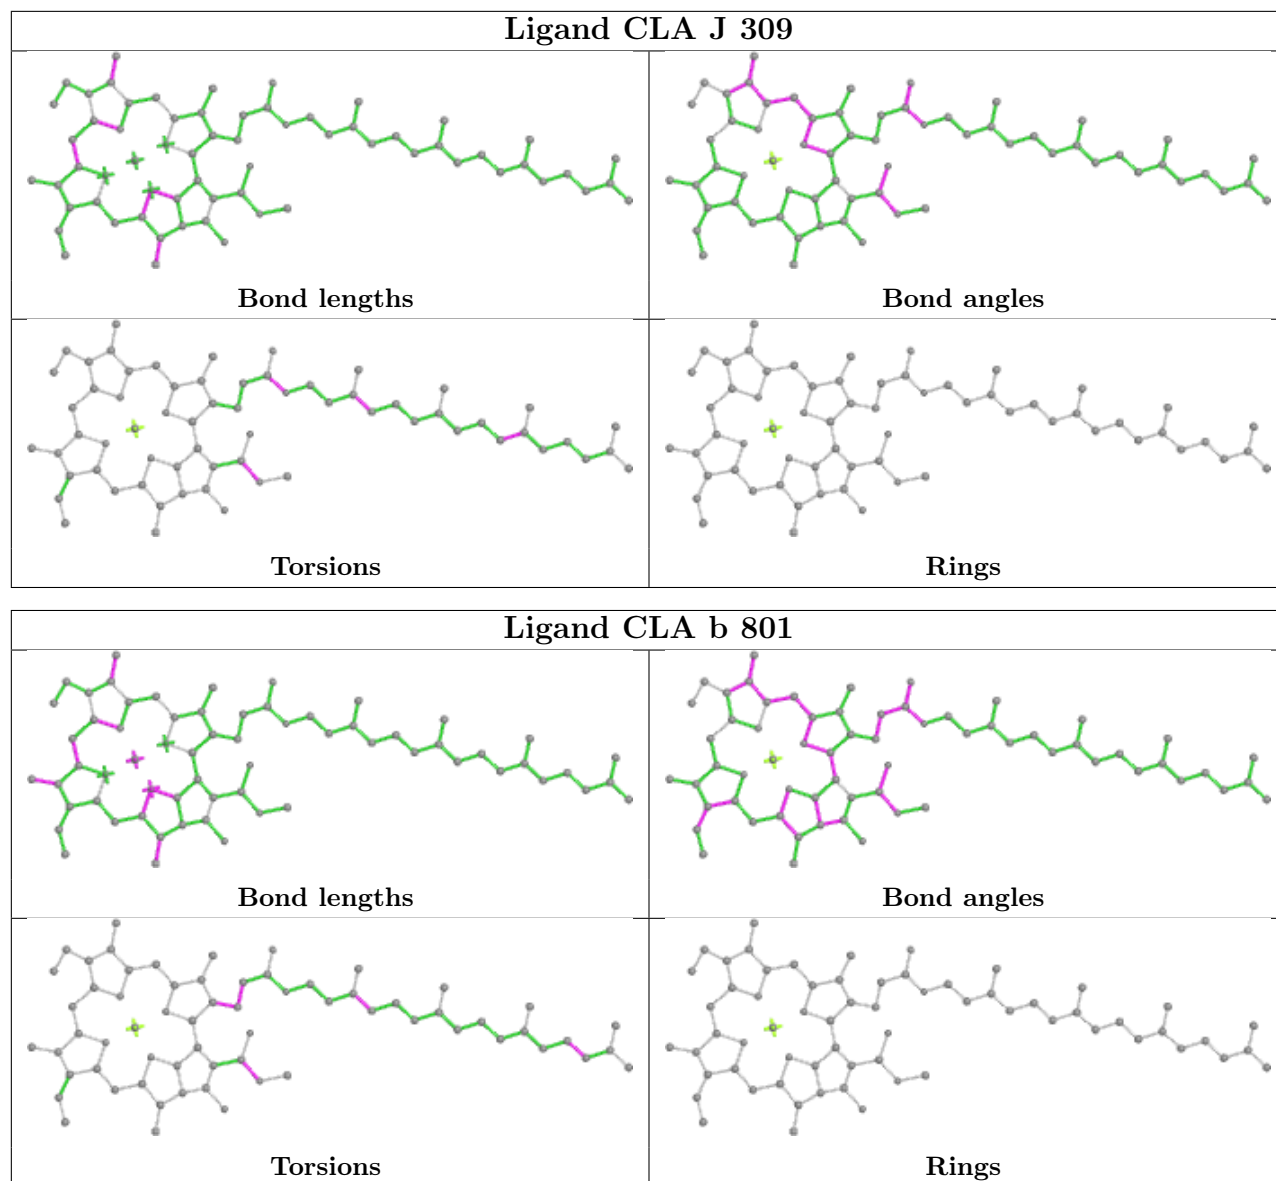 Ligand CLA J 309
Bond lengths
Bond angles
Torsions
Rings
Ligand CLA b 801
Bond lengths
Bond angles
Torsions
Rings